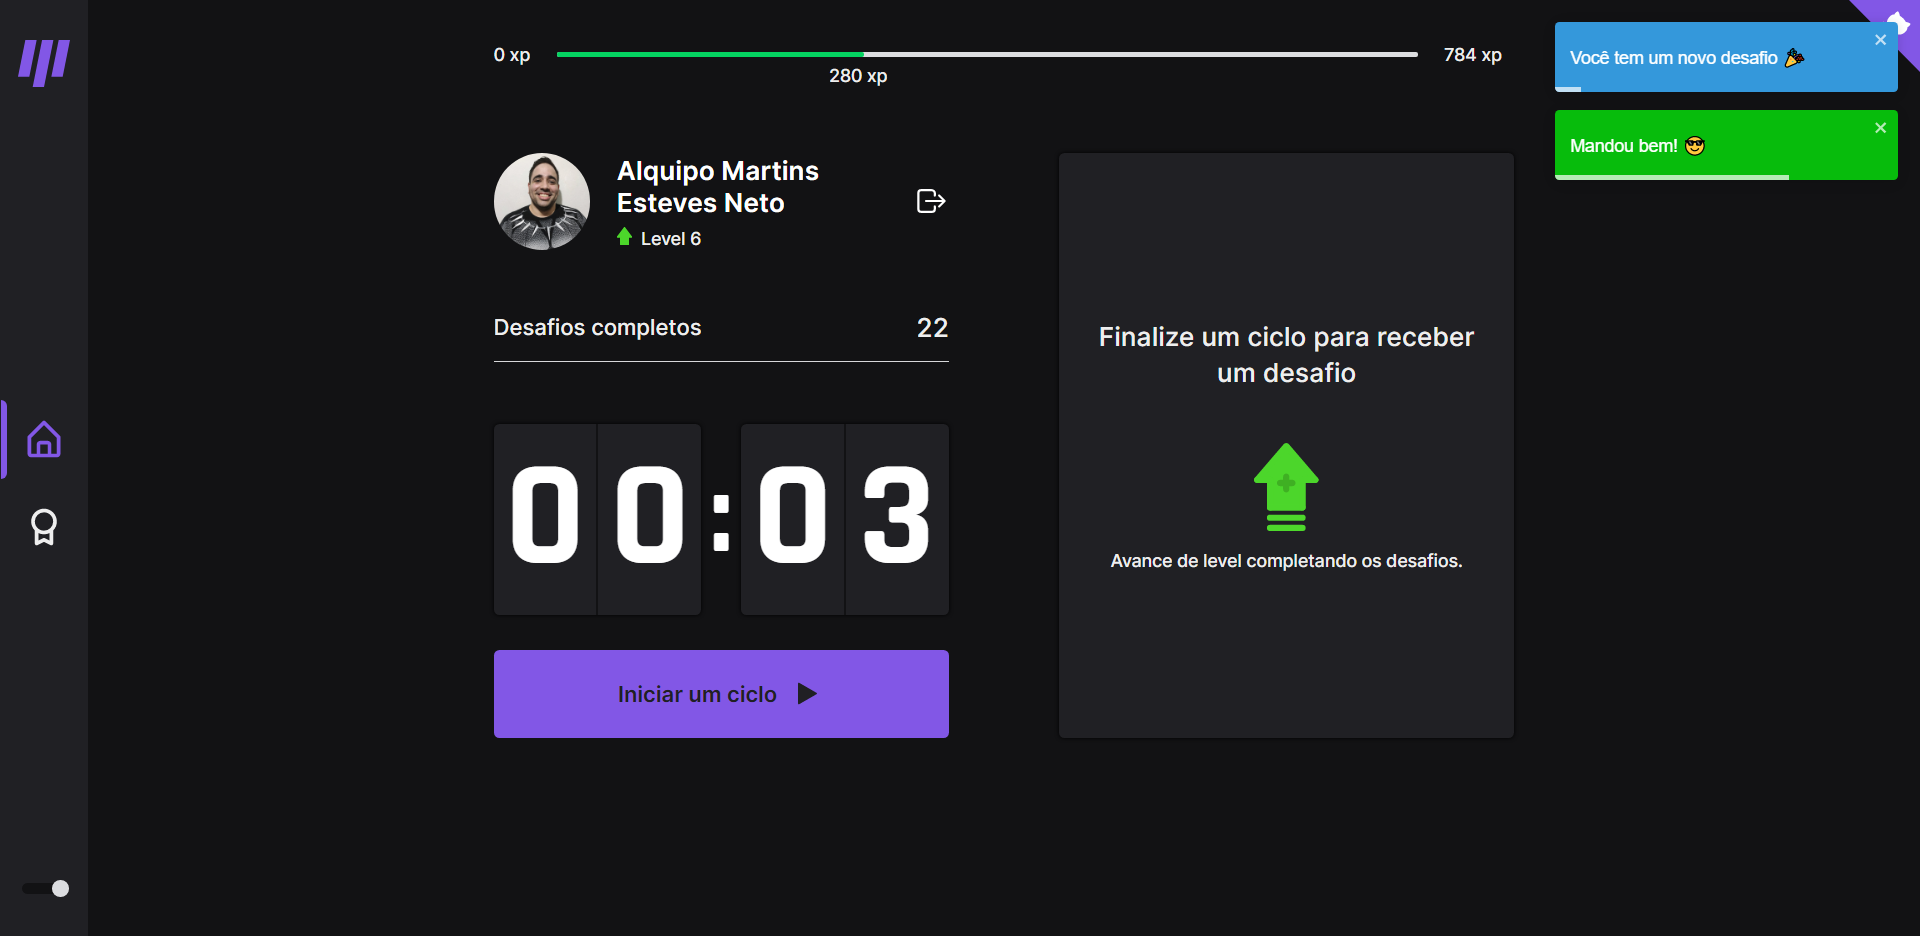 0 xp
784 xp
280 xp
Você tem um novo desafio 🎉
Mandou bem! 😎
Alquipo Martins
Esteves Neto
Level 6
Desafios completos 22
00:03
Iniciar um ciclo
Finalize um ciclo para receber
um desafio
Avance de level completando os desafios.